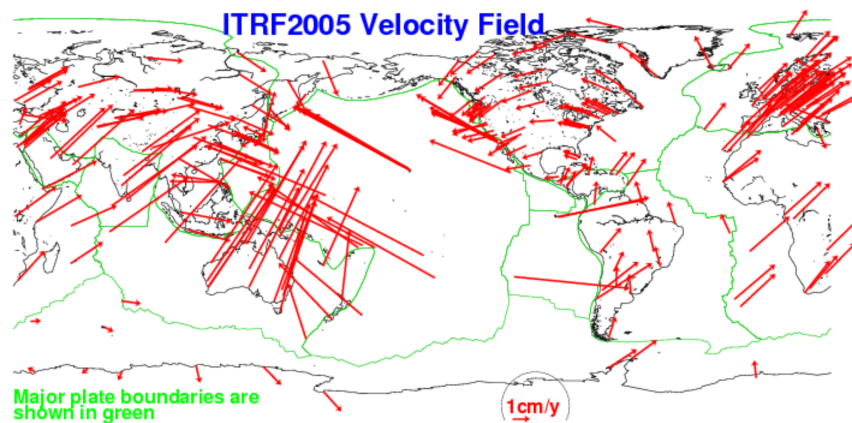 ITRF2005 Velocity Field
Major plate boundaries are
shown in green
1cm/y